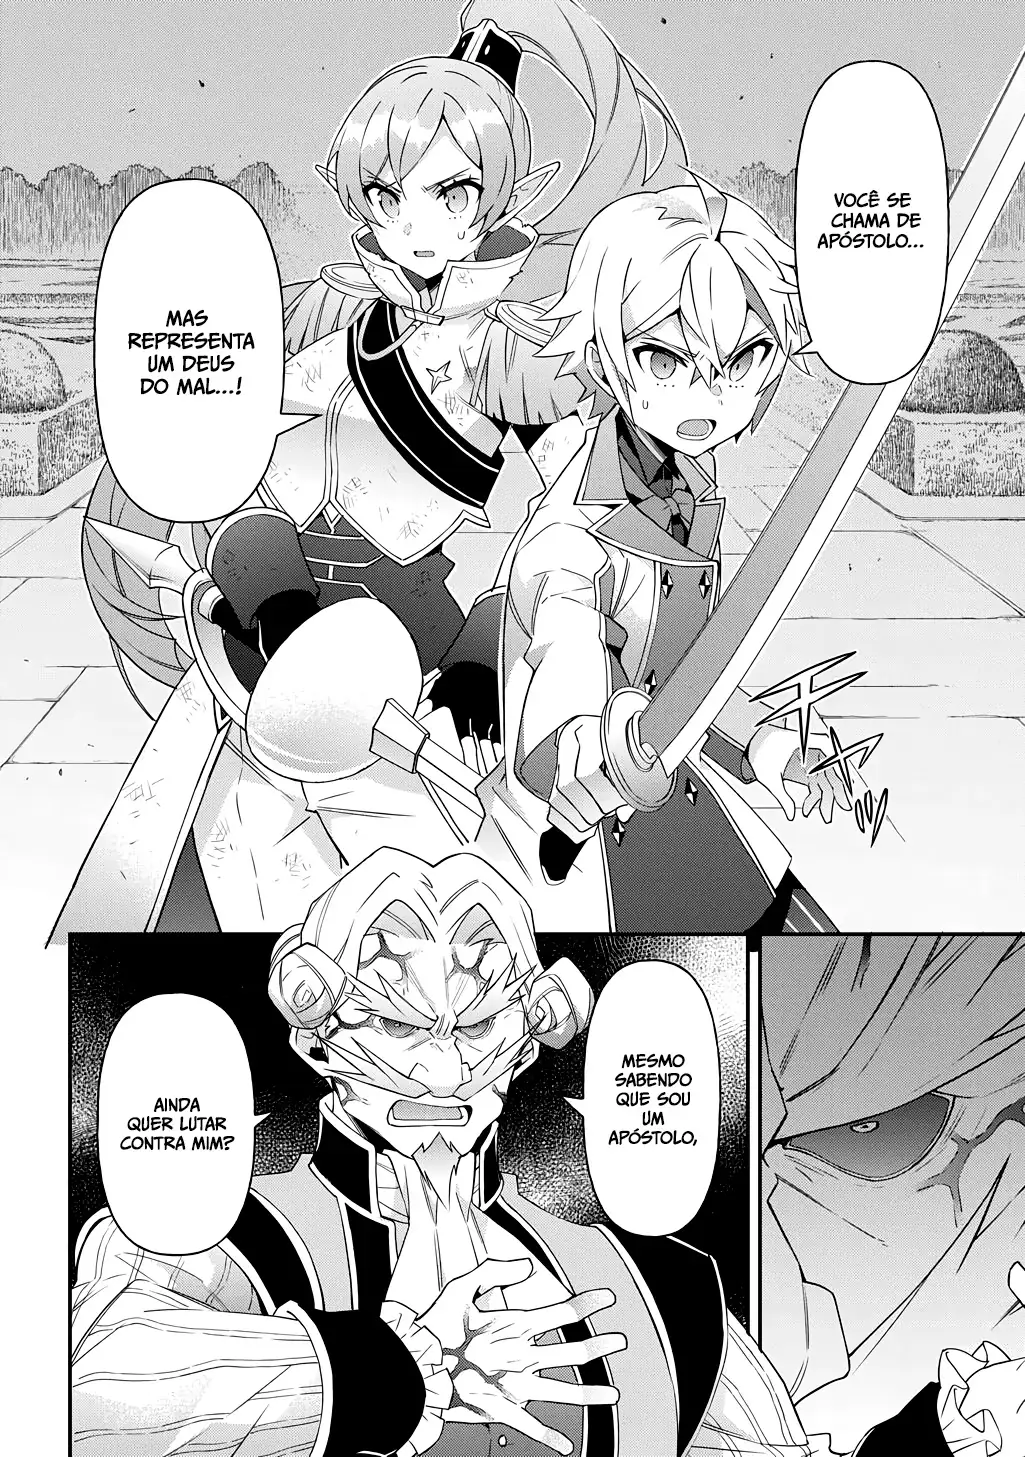 VOCÊ SE
CHAMA DE
APÓSTOLO...
MAS
REPRESENTA
UM DEUS
DO MAL...!
MESMO
SABENDO
QUE SOU
UM
APÓSTOLO,
AINDA
QUER LUTAR
CONTRA MIM?